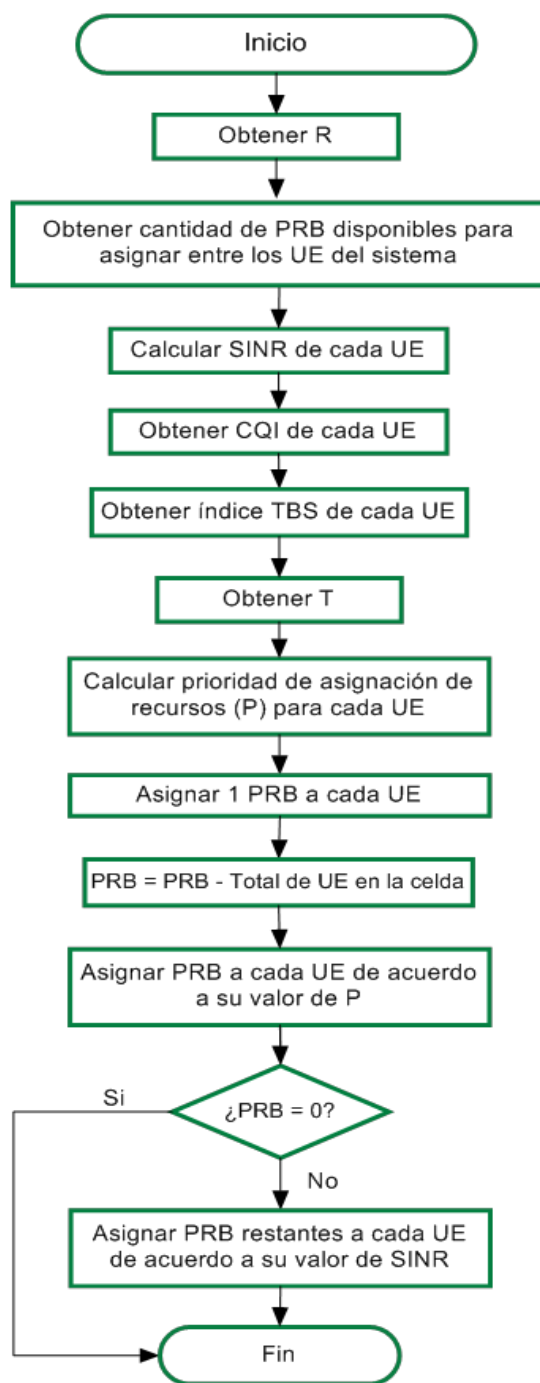 Inicio
Obtener R
Obtener cantidad de PRB disponibles para
asignar entre los UE del sistema
Calcular SINR de cada UE
Obtener CQI de cada UE
Obtener índice TBS de cada UE
Obtener T
Calcular prioridad de asignación de
recursos (P) para cada UE
Asignar 1 PRB a cada UE
PRB = PRB - Total de UE en la celda
Asignar PRB a cada UE de acuerdo
a su valor de P
Si
¿PRB = 0?
No
Asignar PRB restantes a cada UE
de acuerdo a su valor de SINR
Fin